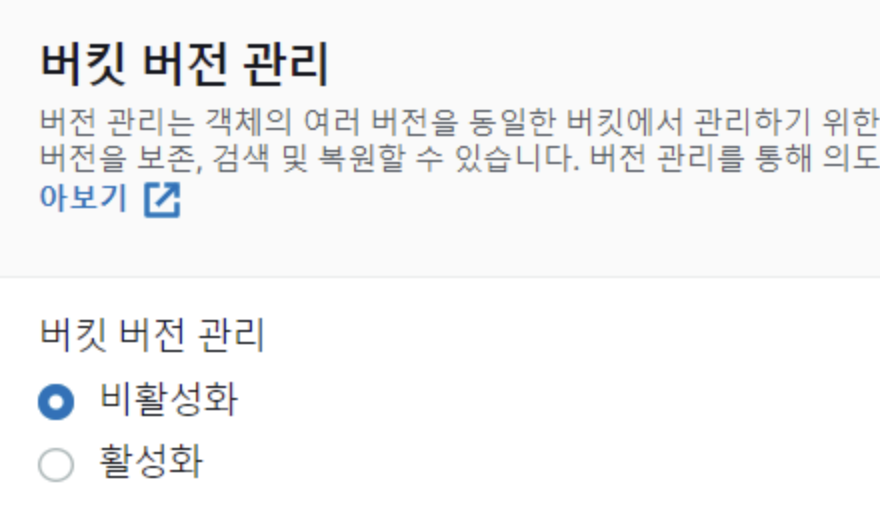 버킷 버전 관리
버전 관리는 객체의 여러 버전을 동일한 버킷에서 관리하기 위한
버전을 보존, 검색 및 복원할 수 있습니다. 버전 관리를 통해 의도
아보기
버킷 버전 관리
비활성화
활성화